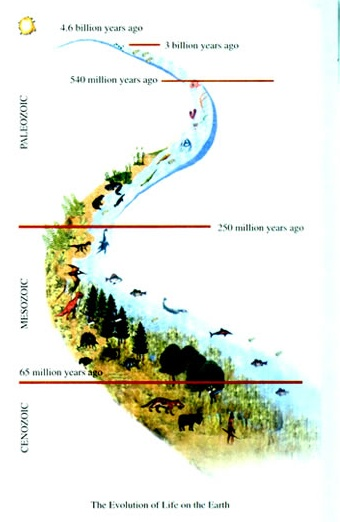 4.6 billion years ago
3 billion years ago
540 million years ago
PALEOZOIC
250 million years ago
MESOZOIC
65 million years ago
CENOZOIC
The Evolution of Life on the Earth